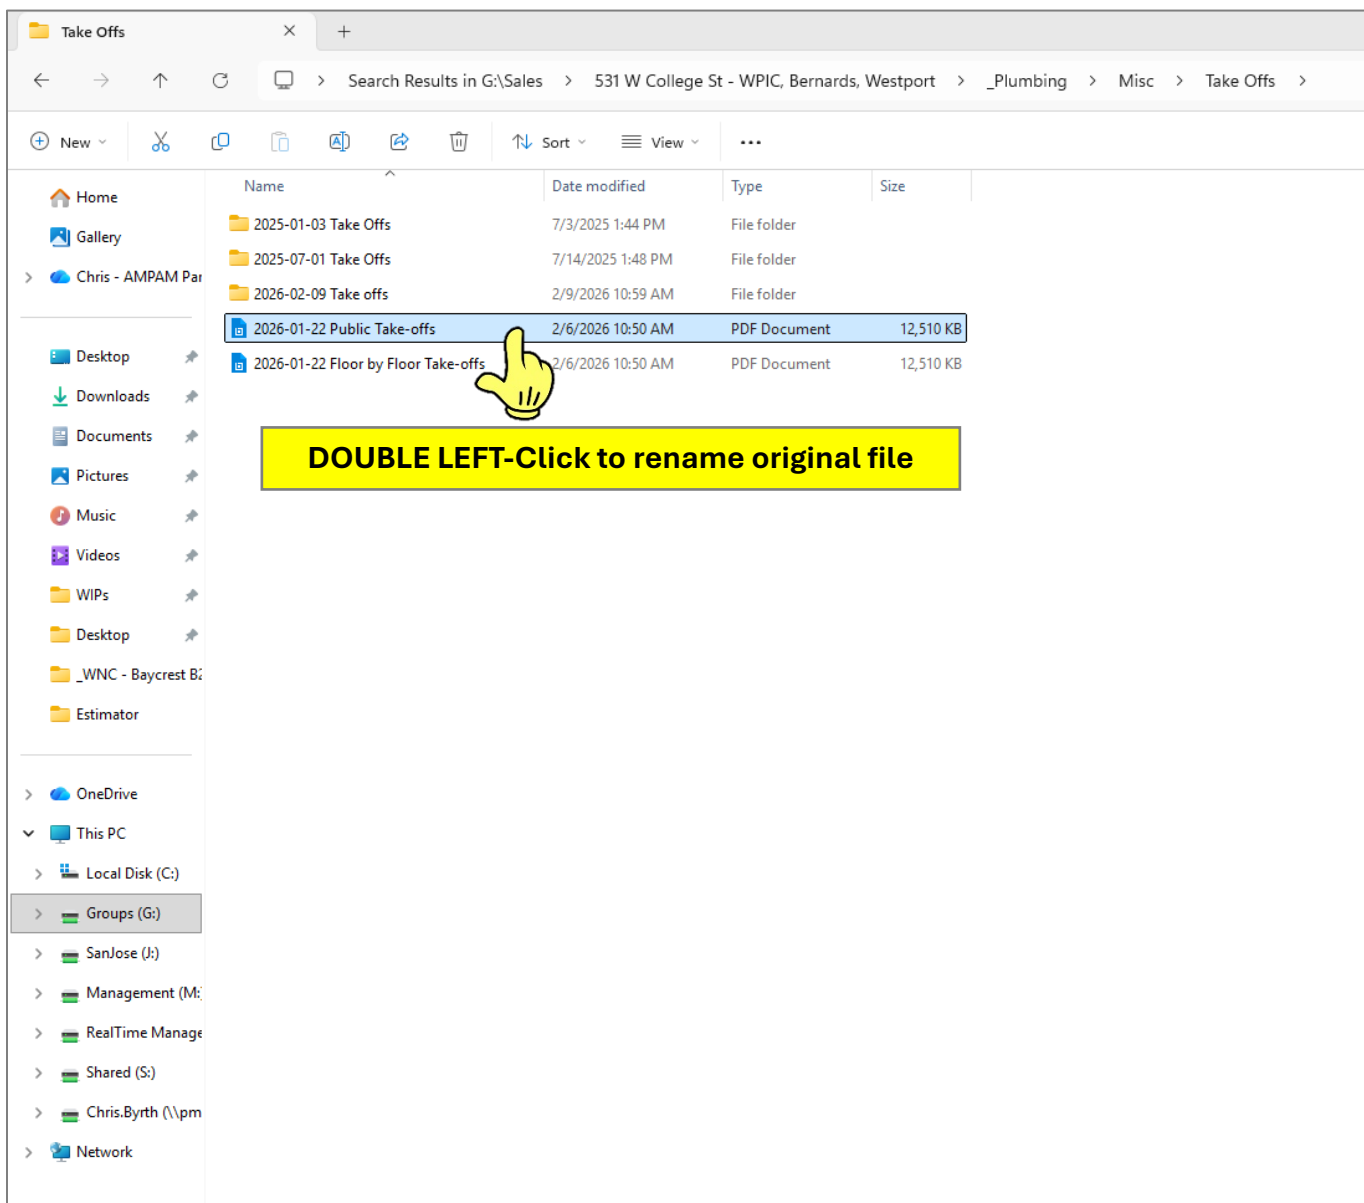 Take Offs
Search Results in G:\Sales > 531 W College St - WPIC, Bernards, Westport > _Plumbing > Misc > Take Offs >
New
Sort
View
Name Date modified Type Size
2025-01-03 Take Offs 7/3/2025 1:44 PM File folder
2025-07-01 Take Offs 7/14/2025 1:48 PM File folder
2026-02-09 Take offs 2/9/2026 10:59 AM File folder
2026-01-22 Public Take-offs 2/6/2026 10:50 AM PDF Document 12,510 KB
2026-01-22 Floor by Floor Take-offs 2/6/2026 10:50 AM PDF Document 12,510 KB
DOUBLE LEFT-Click to rename original file
Home
Gallery
Chris - AMPAM Par
Desktop
Downloads
Documents
Pictures
Music
Videos
WIPs
Desktop
_WNC - Baycrest B2
Estimator
OneDrive
This PC
Local Disk (C:)
Groups (G:)
SanJose (J:)
Management (M:)
RealTime Manage
Shared (S:)
Chris.Byrth (\\pm
Network